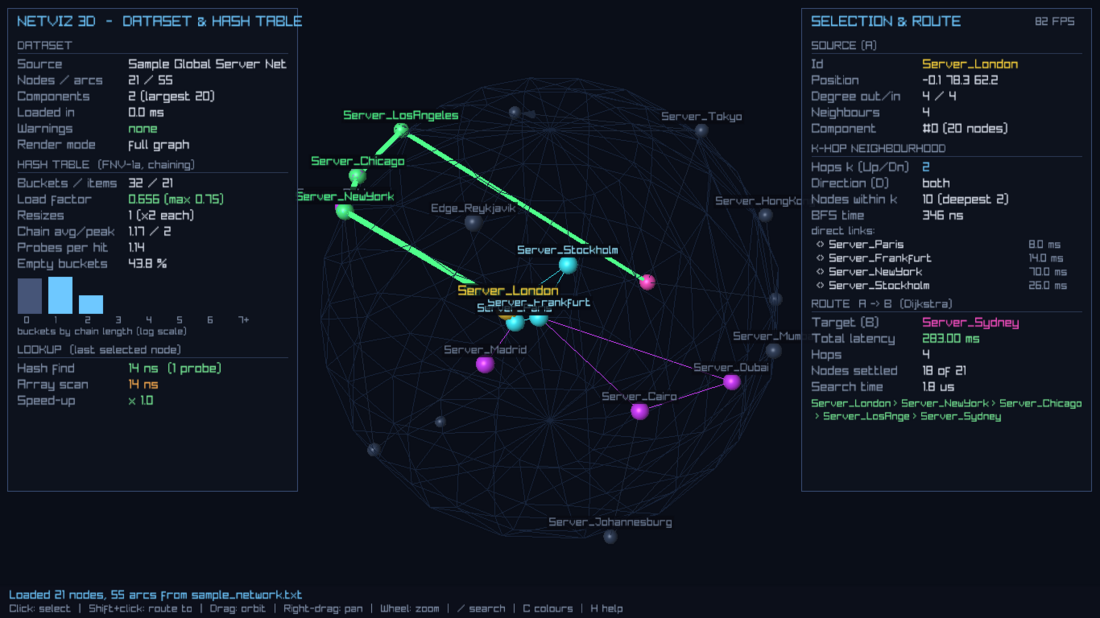 NETVIZ 3D - DATASET & HASH TABLE
DATASET
Source Sample Global Server Net
Nodes / arcs 21 / 55
Components 2 (largest 20)
Loaded in 0.0 ms
Warnings none
Render mode full graph
HASH TABLE (FNV-1a, chaining)
Buckets / items 32 / 21
Load factor 0.656 (max 0.75)
Resizes 1 (x2 each)
Chain avg/peak 1.17 / 2
Probes per hit 1.14
Empty buckets 43.8 %
0 1 2 3 4 5 6 7+
buckets by chain length (log scale)
LOOKUP (last selected node)
Hash find 14 ns (1 probe)
Array scan 14 ns
Speed-up x 1.0
Server_LosAngeles
Server_Tokyo
Server_Chicago
Server_NewYork
Server_HongKo
Edge_Reykjavik
Server_Stockholm
Server_London
Server_Frankfurt
Server_Paris
Server_Mum
Server_Madrid
Server_Dubai
Server_Cairo
Server_Johannesburg
SELECTION & ROUTE 82 FPS
SOURCE (A)
Id Server_London
Position -0.1 78.3 62.2
Degree out/in 4 / 4
Neighbours 4
Component #0 (20 nodes)
K-HOP NEIGHBOURHOOD
Hops k (Up/Dn) 2
Direction (D) both
Nodes within k 10 (deepest 2)
BFS time 346 ns
direct links:
<> Server_Paris 8.0 ms
<> Server_Frankfurt 14.0 ms
<> Server_NewYork 70.0 ms
<> Server_Stockholm 26.0 ms
ROUTE A -> B (Dijkstra)
Target (B) Server_Sydney
Total latency 283.00 ms
Hops 4
Nodes settled 18 of 21
Search time 1.8 us
Server_London > Server_NewYork > Server_Chicago
> Server_LosAnge > Server_Sydney
Loaded 21 nodes, 55 arcs from sample_network.txt
Click: select | Shift+click: route to | Drag: orbit | Right-drag: pan | Wheel: zoom | / search | C colours | H help